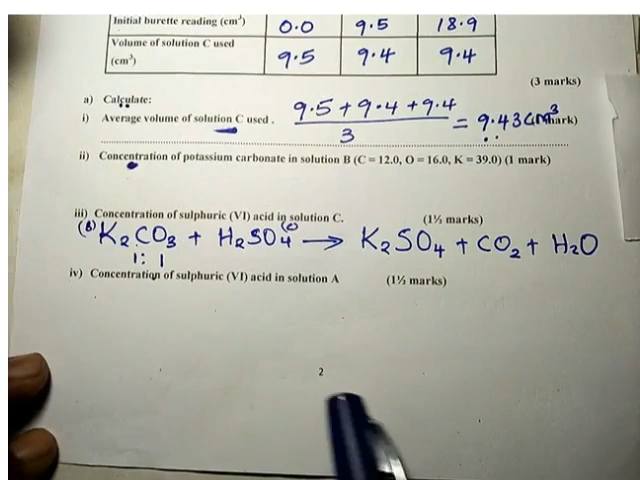 Initial burette reading (cm³) 0.0 9.5 18.9
Volume of solution C used 9.5 9.4 9.4
(cm³)
(3 marks)
a) Calculate:
i) Average volume of solution C used . 9.5 + 9.4 + 9.4 / 3 = 9.43 cm³ mark)
ii) Concentration of potassium carbonate in solution B (C = 12.0, O = 16.0, K = 39.0) (1 mark)
iii) Concentration of sulphuric (VI) acid in solution C. (1½ marks)
(B) K₂CO₃ + H₂SO₄ (C) → K₂SO₄ + CO₂ + H₂O
1 : 1
iv) Concentration of sulphuric (VI) acid in solution A (1½ marks)
2